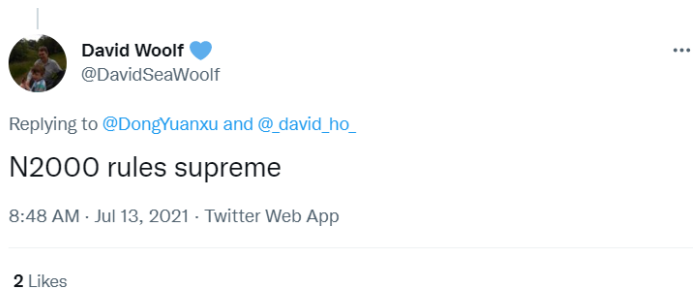 David Woolf 💙
@DavidSeaWoolf
Replying to @DongYuanxu and @_david_ho_
N2000 rules supreme
8:48 AM · Jul 13, 2021 · Twitter Web App
2 Likes